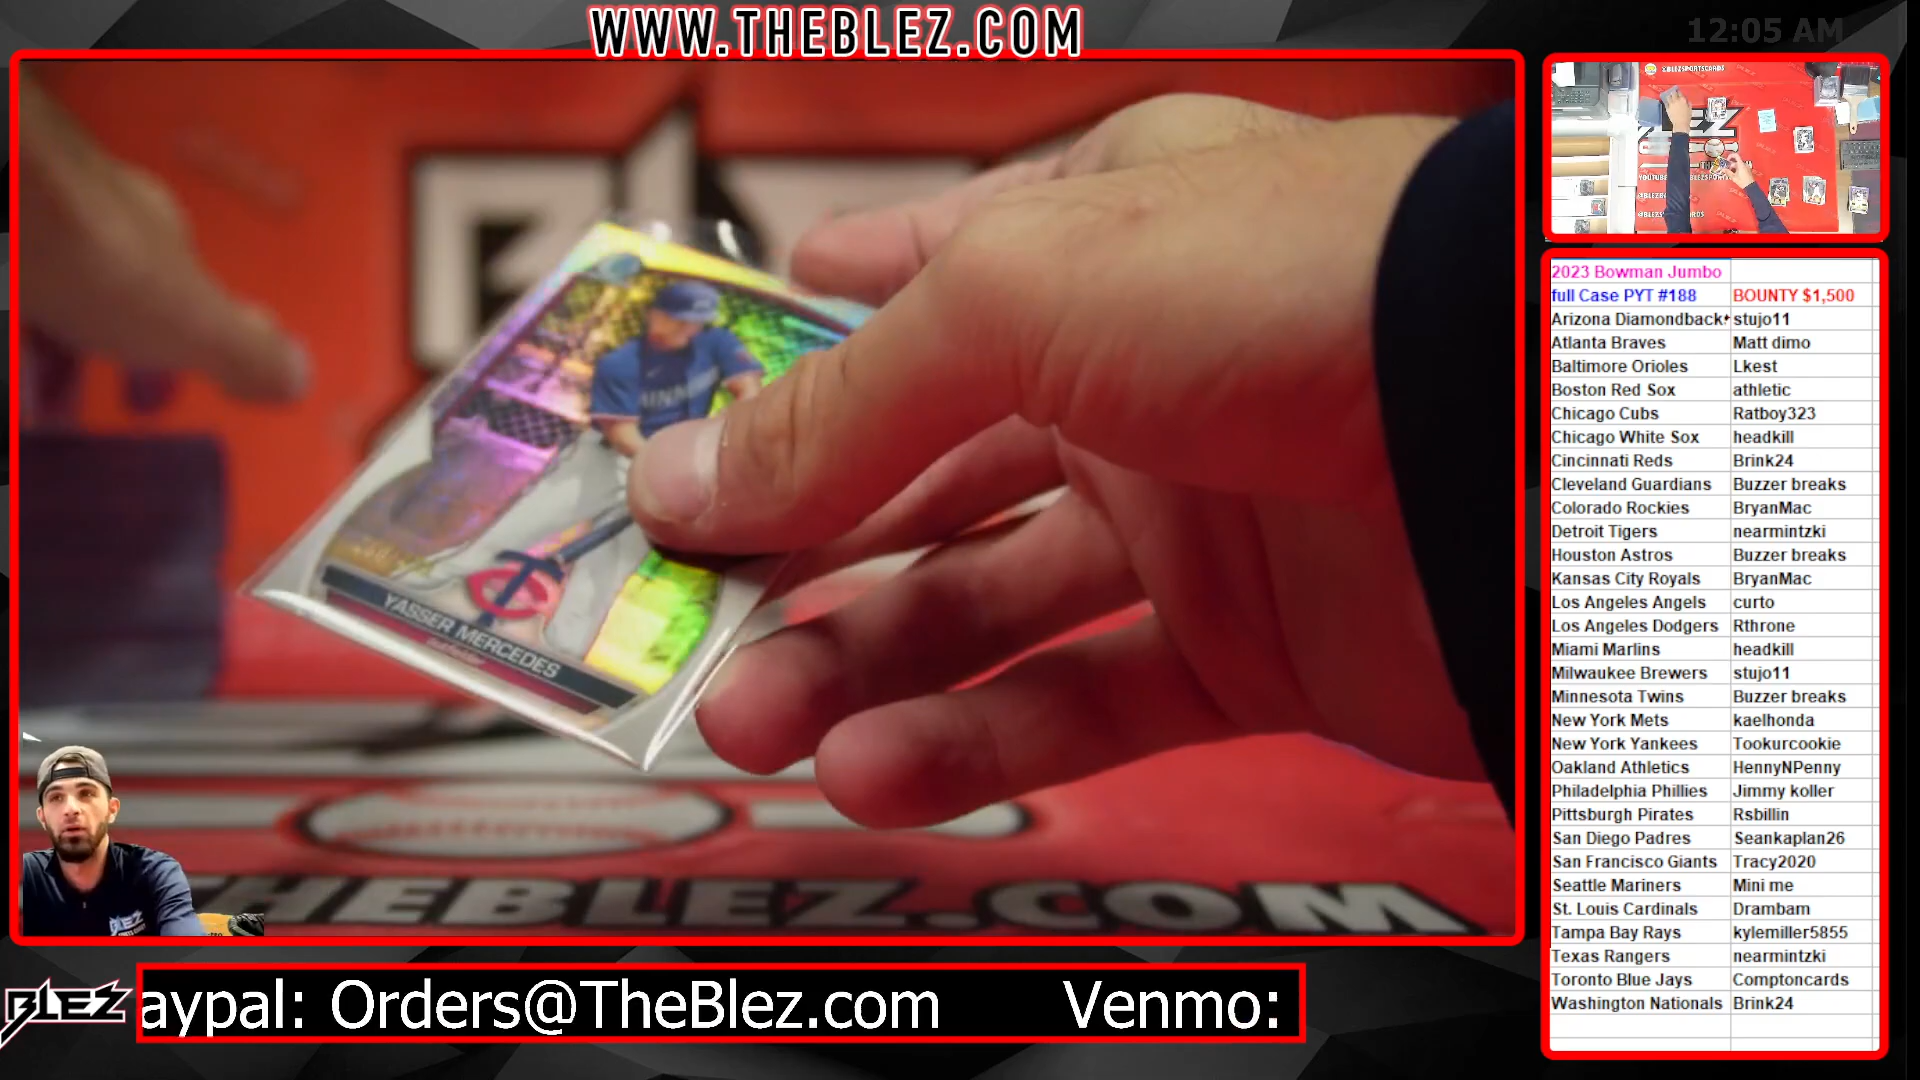 WWW.THEBLEZ.COM
12:05 AM
@BLEZSPORTSCARDS
BLEZ
YASSER MERCEDES
THEBLEZ.COM
BLEZ
aypal: Orders@TheBlez.com Venmo:
2023 Bowman Jumbo
full Case PYT #188 BOUNTY $1,500
Arizona Diamondback stujo11
Atlanta Braves Matt dimo
Baltimore Orioles Lkest
Boston Red Sox athletic
Chicago Cubs Ratboy323
Chicago White Sox headkill
Cincinnati Reds Brink24
Cleveland Guardians Buzzer breaks
Colorado Rockies BryanMac
Detroit Tigers nearmintzki
Houston Astros Buzzer breaks
Kansas City Royals BryanMac
Los Angeles Angels curto
Los Angeles Dodgers Rthrone
Miami Marlins headkill
Milwaukee Brewers stujo11
Minnesota Twins Buzzer breaks
New York Mets kaelhonda
New York Yankees Tookurcookie
Oakland Athletics HennyNPenny
Philadelphia Phillies Jimmy koller
Pittsburgh Pirates Rsbillin
San Diego Padres Seankaplan26
San Francisco Giants Tracy2020
Seattle Mariners Mini me
St. Louis Cardinals Drambam
Tampa Bay Rays kylemiller5855
Texas Rangers nearmintzki
Toronto Blue Jays Comptoncards
Washington Nationals Brink24